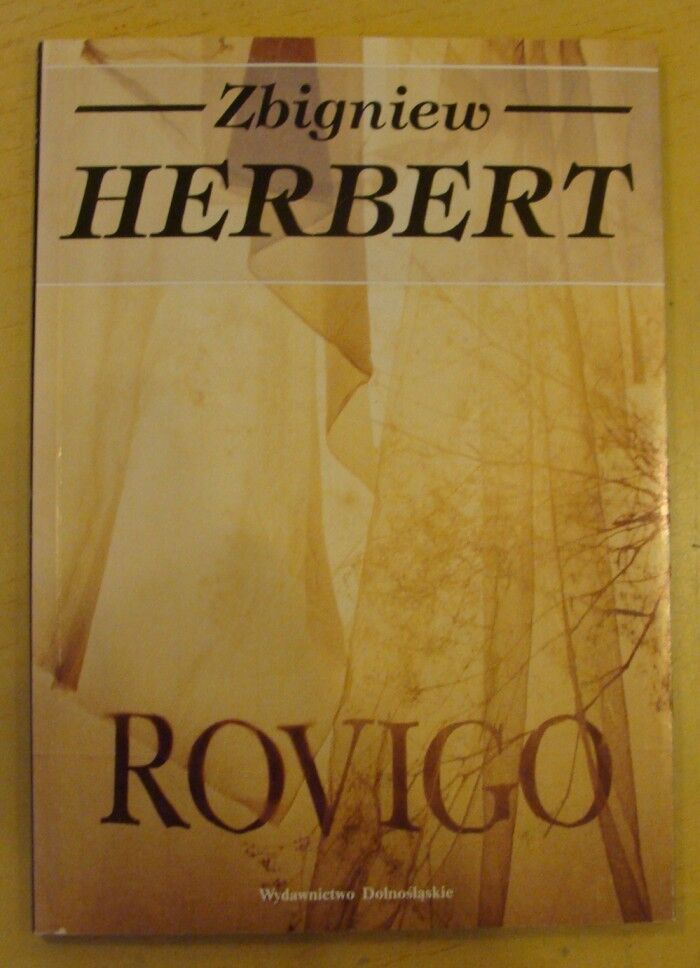 Zbigniew
HERBERT
ROVIGO
Wydawnictwo Dolnośląskie